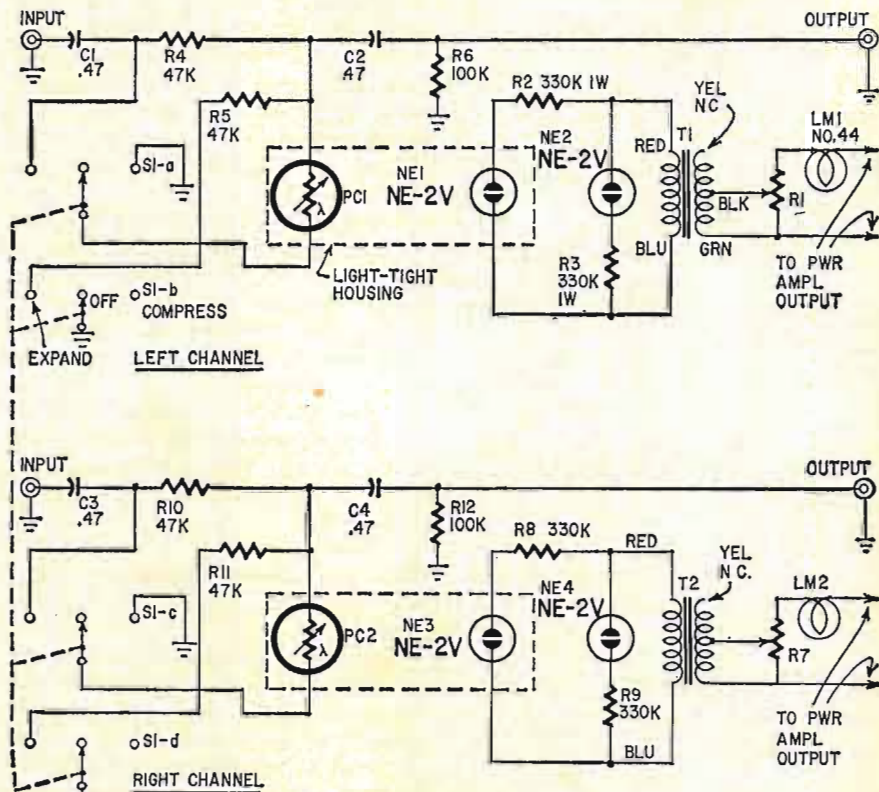 INPUT
OUTPUT
C1
.47
R4
47K
C2
.47
R6
100K
R5
47K
R2 330K 1W
YEL
NC
T1
LM1
NO.44
S1-a
NE1
NE-2V
NE2
NE-2V
RED
PC1
λ
BLK
R1
BLU
GRN
LIGHT-TIGHT
HOUSING
R3
330K
1W
TO PWR
AMPL
OUTPUT
OFF
S1-b
COMPRESS
EXPAND
LEFT CHANNEL
INPUT
OUTPUT
C3
.47
R10
47K
C4
.47
R12
100K
R11
47K
R8 330K
RED
YEL
N C.
T2
LM2
S1-c
NE3
NE-2V
NE4
NE-2V
PC2
λ
R7
R9
330K
BLU
TO PWR
AMPL
OUTPUT
S1-d
RIGHT CHANNEL